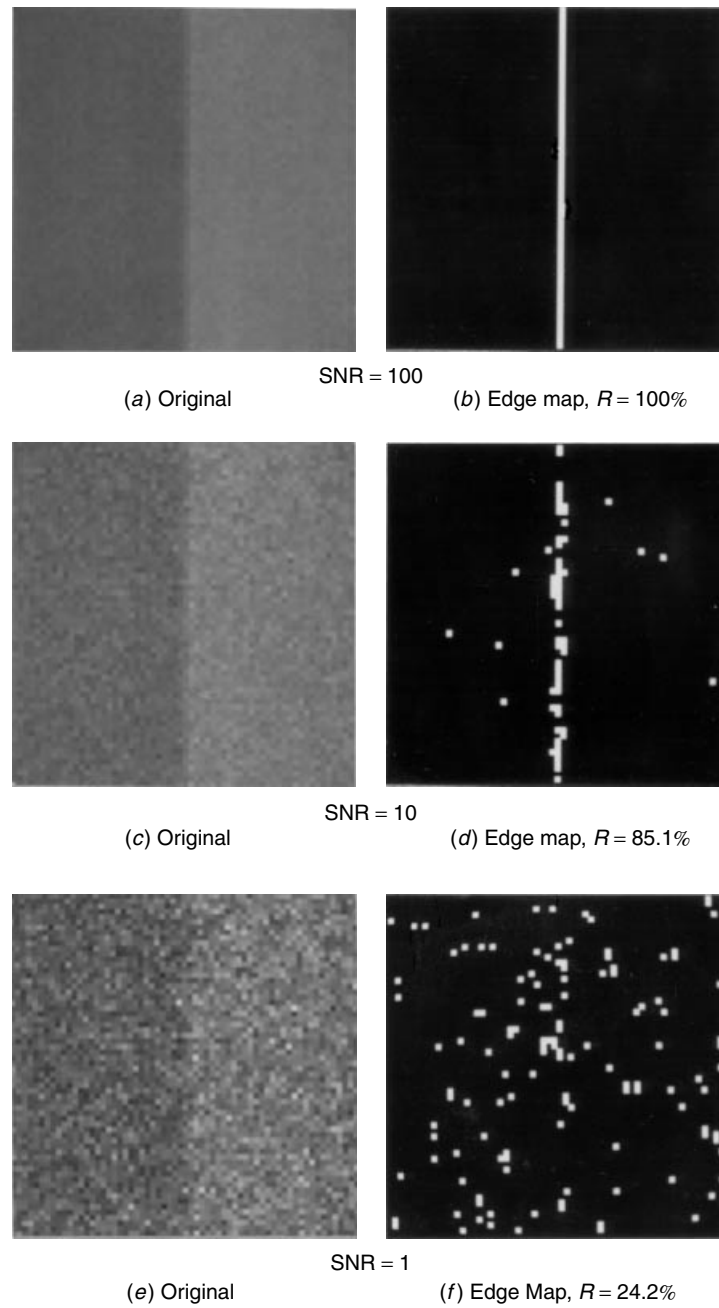 SNR = 100
(a) Original
(b) Edge map, R = 100%
SNR = 10
(c) Original
(d) Edge map, R = 85.1%
SNR = 1
(e) Original
(f) Edge Map, R = 24.2%